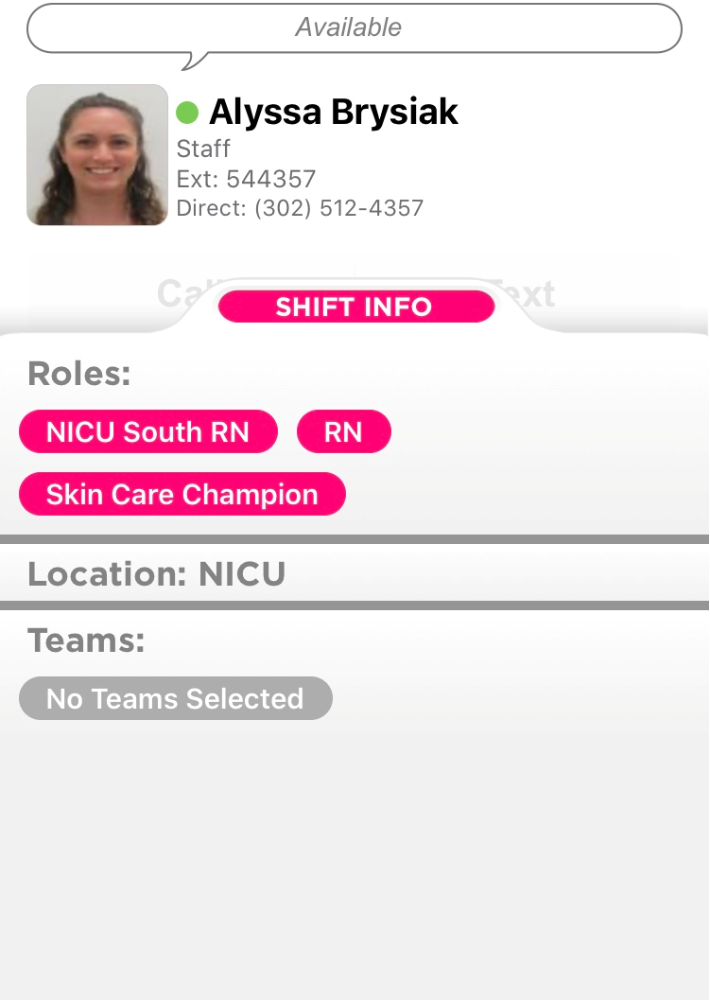 Available
Alyssa Brysiak
Staff
Ext: 544357
Direct: (302) 512-4357
SHIFT INFO
Roles:
NICU South RN RN
Skin Care Champion
Location: NICU
Teams:
No Teams Selected